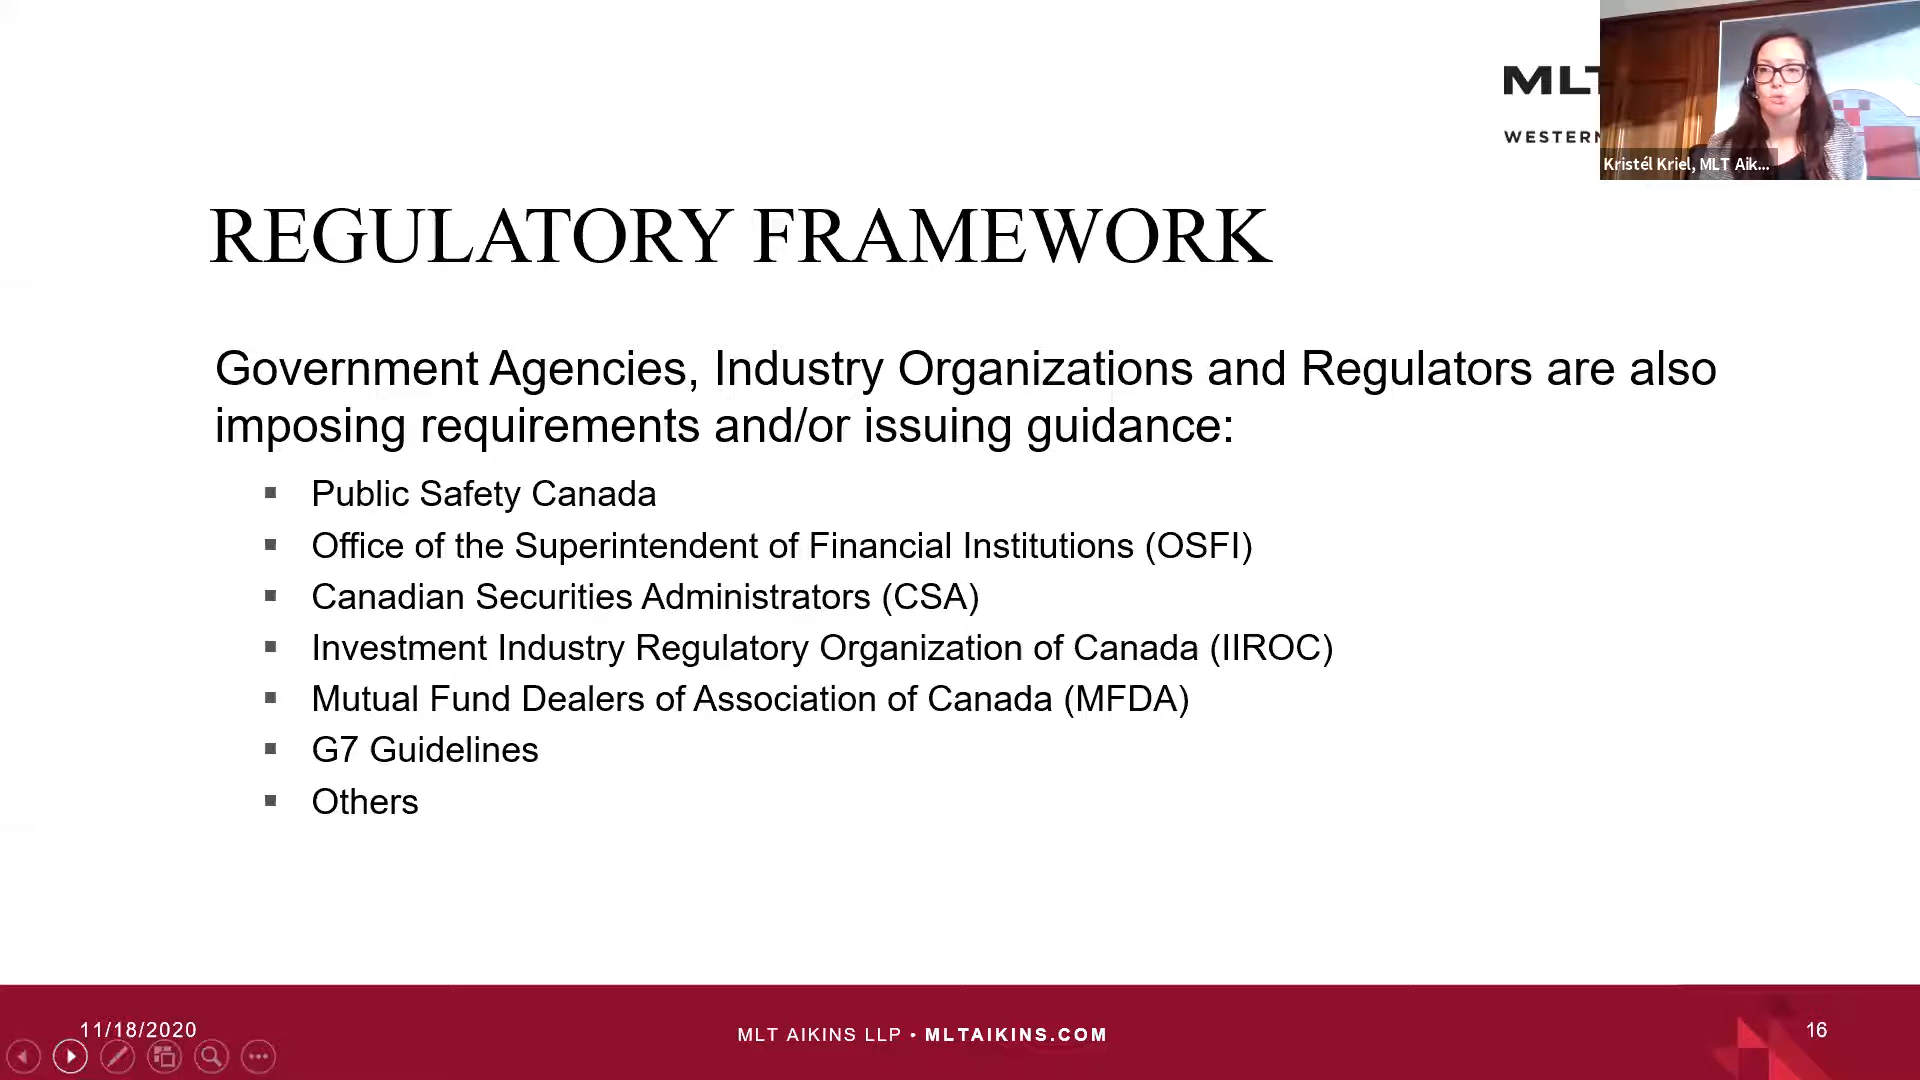 MLT
WESTERN
Kristél Kriel, MLT Aik...
REGULATORY FRAMEWORK
Government Agencies, Industry Organizations and Regulators are also
imposing requirements and/or issuing guidance:
Public Safety Canada
Office of the Superintendent of Financial Institutions (OSFI)
Canadian Securities Administrators (CSA)
Investment Industry Regulatory Organization of Canada (IIROC)
Mutual Fund Dealers of Association of Canada (MFDA)
G7 Guidelines
Others
11/18/2020
MLT AIKINS LLP • MLTAIKINS.COM
16